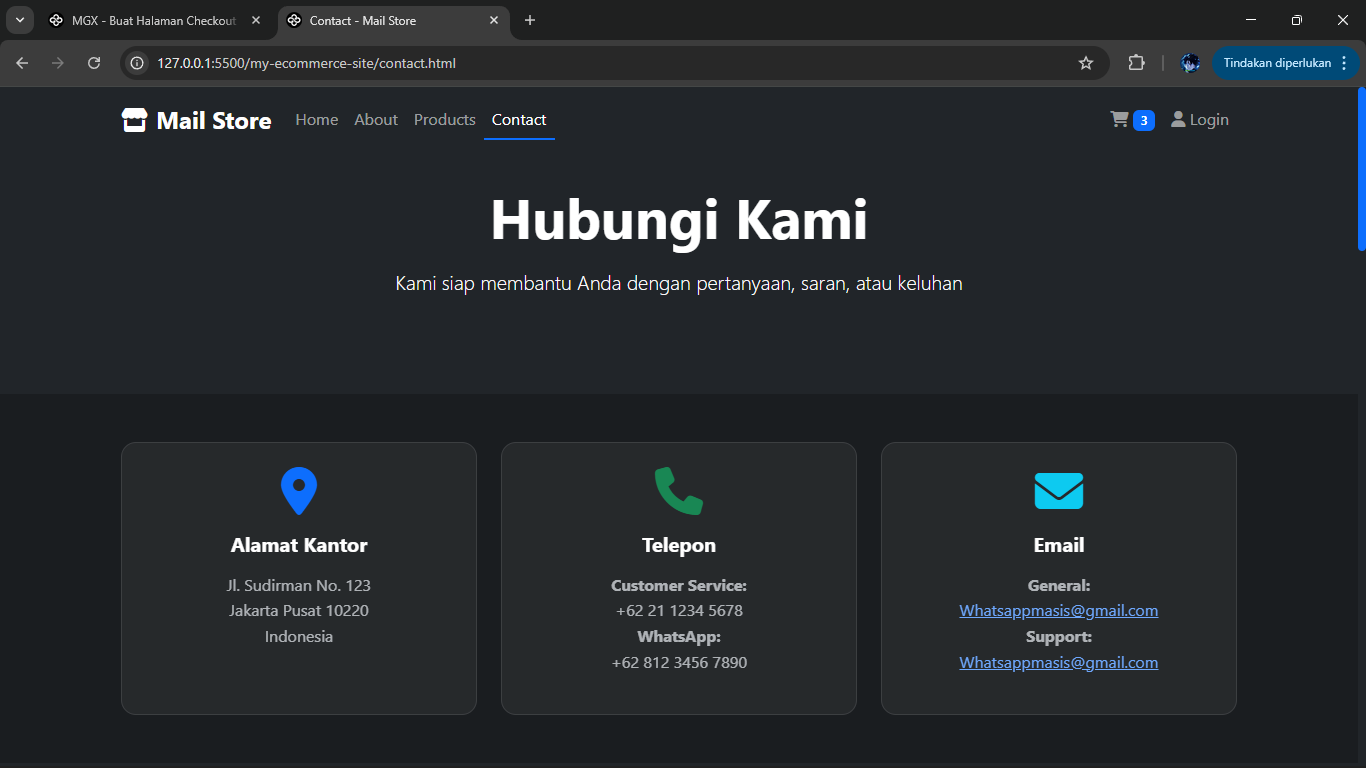 MGX - Buat Halaman Checkout
Contact - Mail Store
127.0.0.1:5500/my-ecommerce-site/contact.html
Tindakan diperlukan
Mail Store
Home
About
Products
Contact
3
Login
Hubungi Kami
Kami siap membantu Anda dengan pertanyaan, saran, atau keluhan
Alamat Kantor
Jl. Sudirman No. 123
Jakarta Pusat 10220
Indonesia
Telepon
Customer Service:
+62 21 1234 5678
WhatsApp:
+62 812 3456 7890
Email
General:
Whatsappmasis@gmail.com
Support:
Whatsappmasis@gmail.com